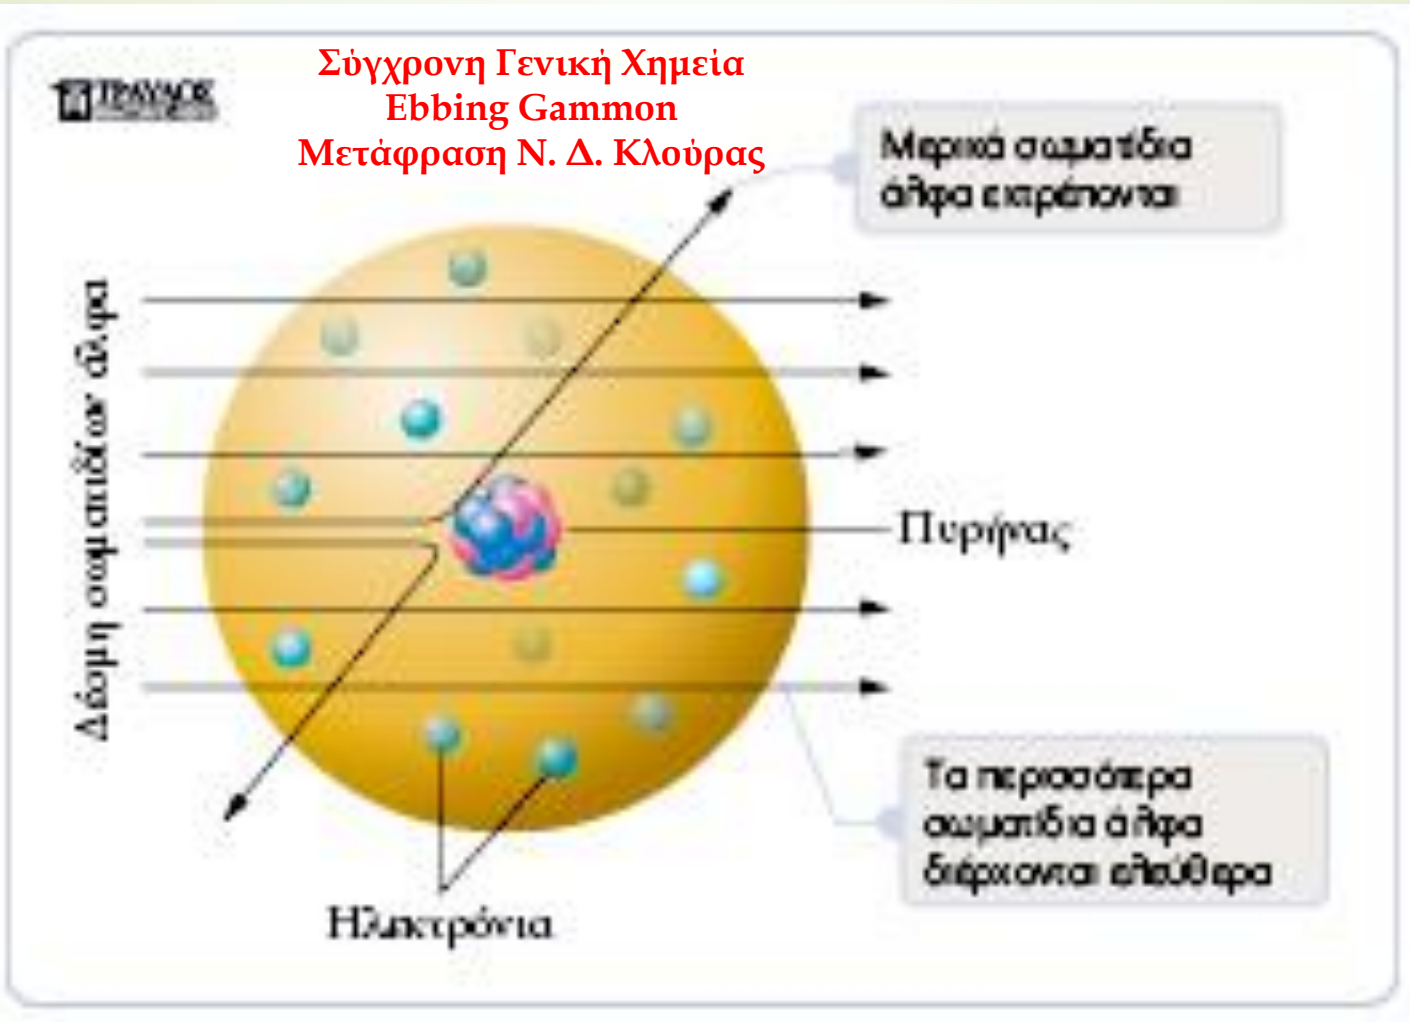 Σύγχρονη Γενική Χημεία
Ebbing Gammon
Μετάφραση Ν. Δ. Κλούρας
ΤΡΑΥΛΟΣ
Μερικά σωματίδια
άλφα εκτρέπονται
Δέσμη σωματιδίων άλφα
Πυρήνας
Τα περισσότερα
σωματίδια άλφα
διέρχονται ελεύθερα
Ηλεκτρόνια